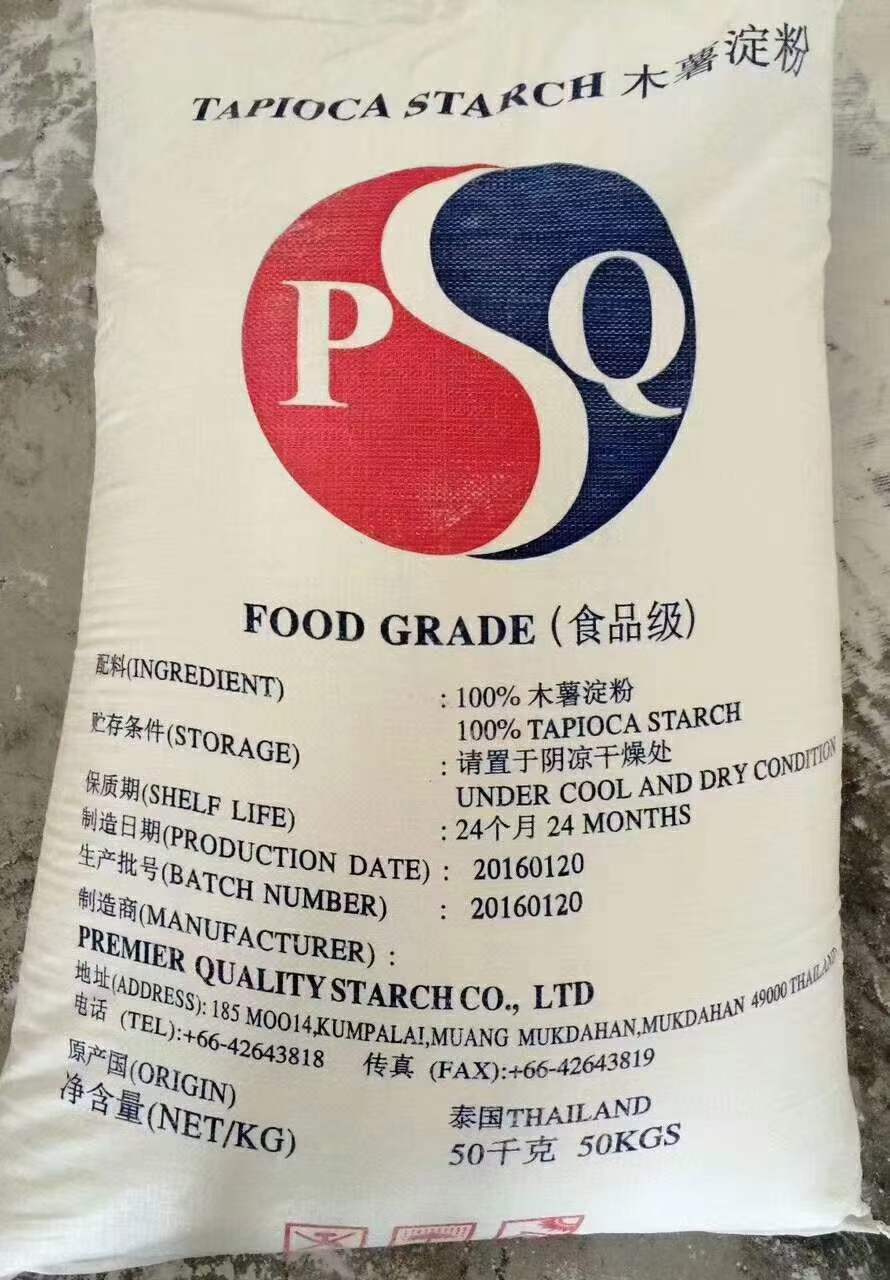 TAPIOCA STARCH 木薯淀粉
PSQ
FOOD GRADE (食品级)
配料(INGREDIENT) : 100% 木薯淀粉
100% TAPIOCA STARCH
贮存条件(STORAGE) : 请置于阴凉干燥处
UNDER COOL AND DRY CONDITION
保质期(SHELF LIFE) : 24个月 24 MONTHS
制造日期(PRODUCTION DATE) : 20160120
生产批号(BATCH NUMBER) : 20160120
制造商(MANUFACTURER) :
PREMIER QUALITY STARCH CO., LTD
地址(ADDRESS): 185 MOO14,KUMPALAI,MUANG MUKDAHAN,MUKDAHAN 49000 THAILAND
电话 (TEL):+66-42643818 传真 (FAX):+66-42643819
原产国(ORIGIN) 泰国THAILAND
净含量(NET/KG) 50千克 50KGS